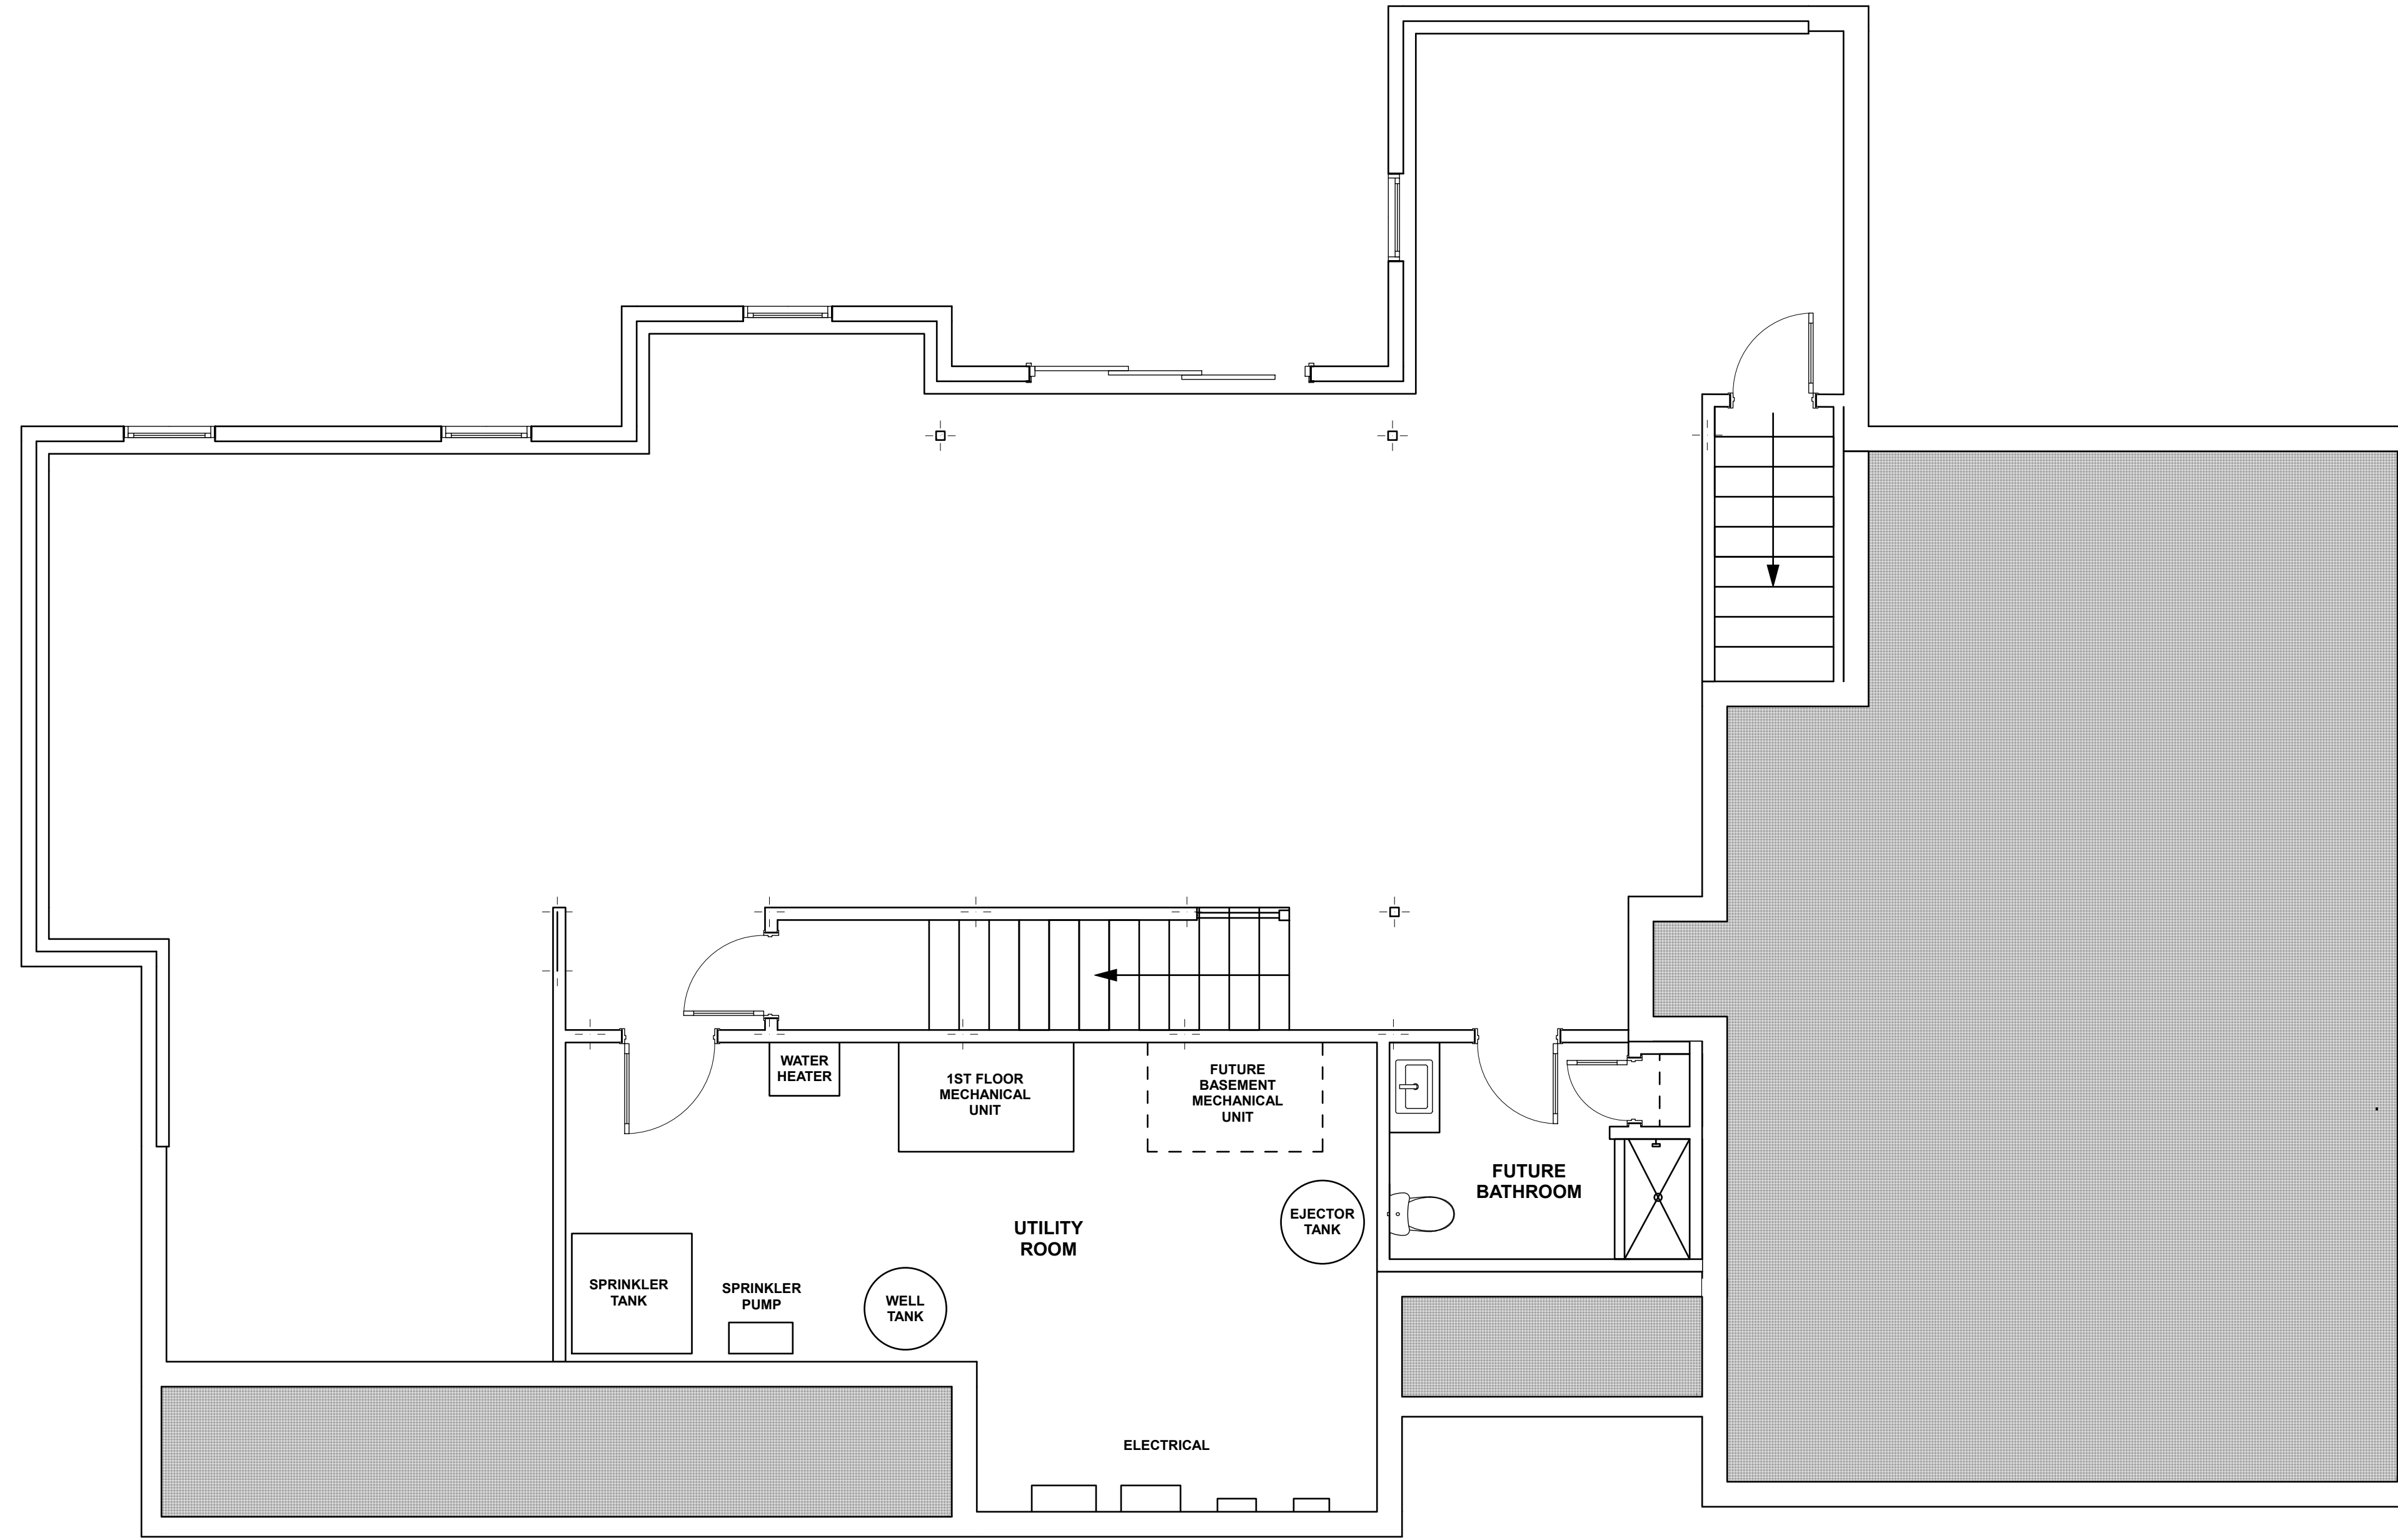 WATER
HEATER
1ST FLOOR
MECHANICAL
UNIT
FUTURE
BASEMENT
MECHANICAL
UNIT
FUTURE
BATHROOM
EJECTOR
TANK
UTILITY
ROOM
SPRINKLER
TANK
SPRINKLER
PUMP
WELL
TANK
ELECTRICAL